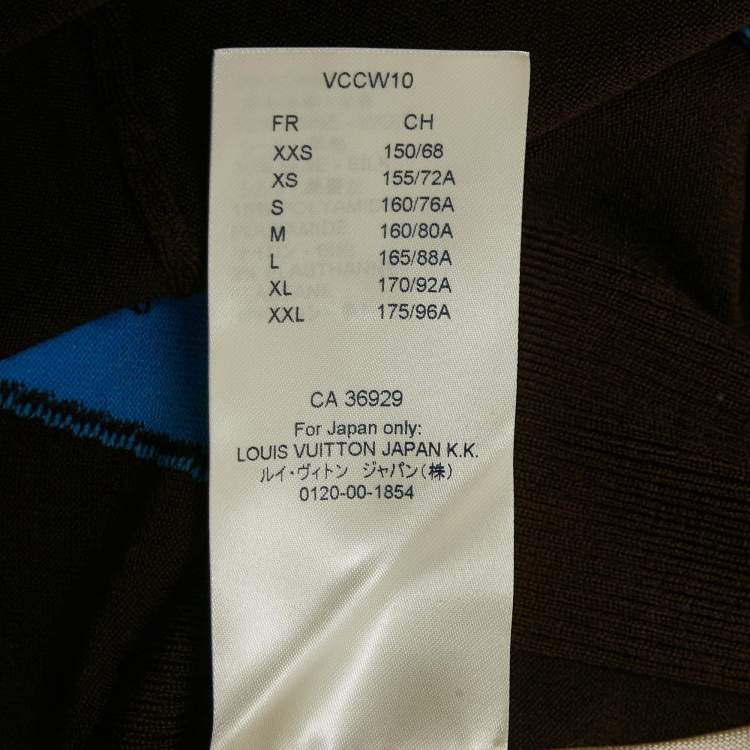 VCCW10
FR CH
XXS 150/68
XS 155/72A
S 160/76A
M 160/80A
L 165/88A
XL 170/92A
XXL 175/96A
CA 36929
For Japan only:
LOUIS VUITTON JAPAN K.K.
ルイ・ヴィトン ジャパン(株)
0120-00-1854